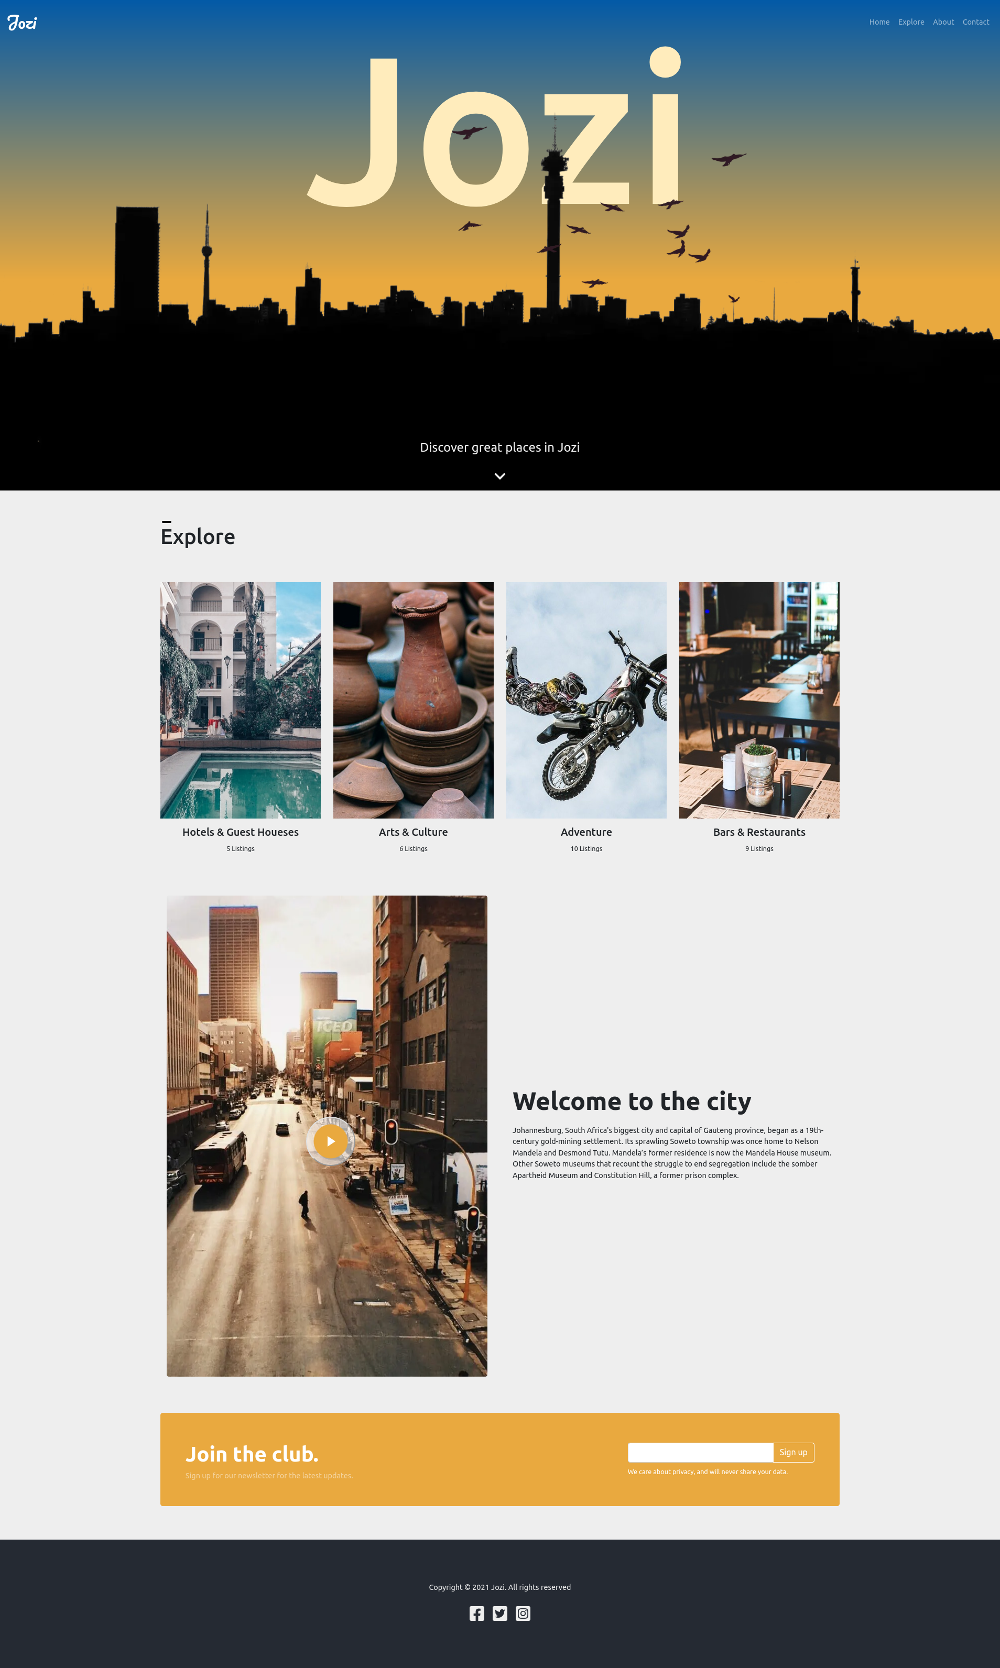 Jozi
Home Explore About Contact
Jozi
Discover great places in Jozi
Explore
Hotels & Guest Houeses
5 Listings
Arts & Culture
6 Listings
Adventure
10 Listings
Bars & Restaurants
9 Listings
ICED
Welcome to the city
Johannesburg, South Africa's biggest city and capital of Gauteng province, began as a 19th-
century gold-mining settlement. Its sprawling Soweto township was once home to Nelson
Mandela and Desmond Tutu. Mandela's former residence is now the Mandela House museum.
Other Soweto museums that recount the struggle to end segregation include the somber
Apartheid Museum and Constitution Hill, a former prison complex.
Join the club.
Sign up for our newsletter for the latest updates.
Sign up
We care about privacy, and will never share your data.
Copyright © 2021 Jozi. All rights reserved